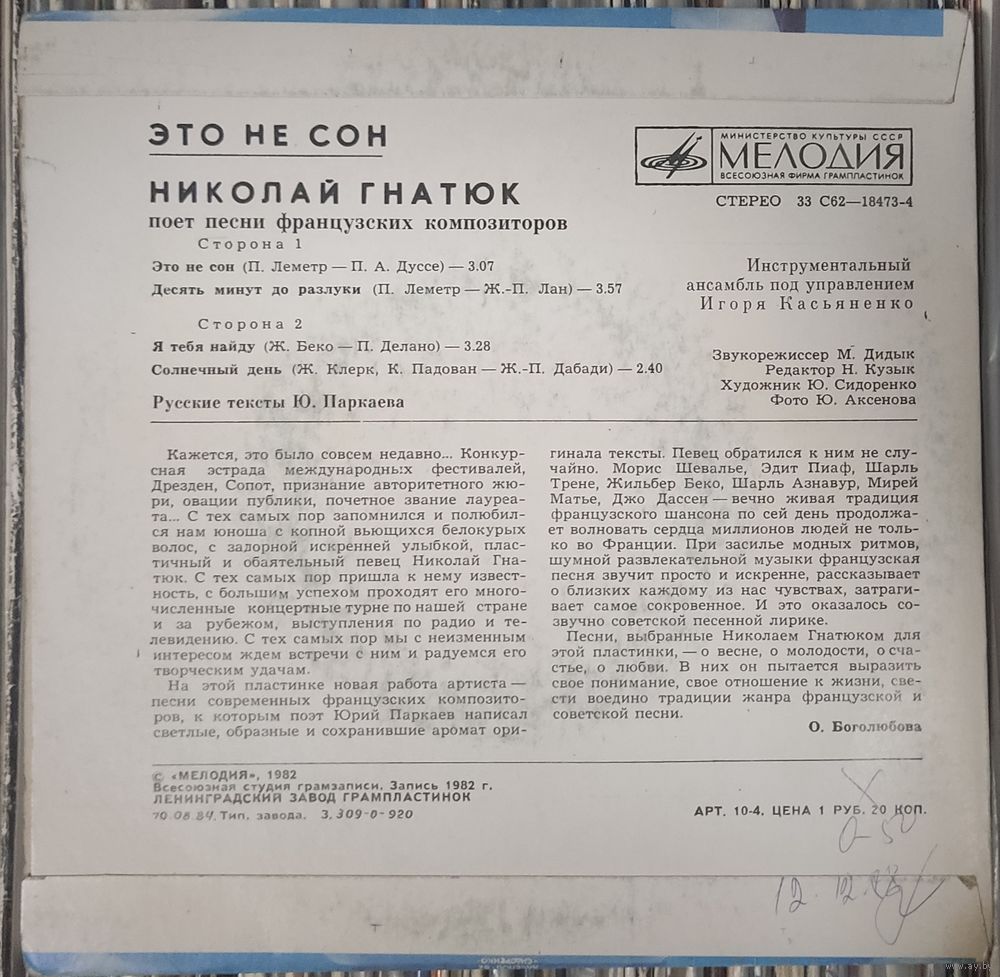 ЭТО НЕ СОН
НИКОЛАЙ ГНАТЮК
поет песни французских композиторов
МИНИСТЕРСТВО КУЛЬТУРЫ СССР
МЕЛОДИЯ
ВСЕСОЮЗНАЯ ФИРМА ГРАМПЛАСТИНОК
СТЕРЕО 33 С62—18473-4
Сторона 1
Это не сон (П. Леметр — П. А. Дуссе) — 3.07
Десять минут до разлуки (П. Леметр — Ж.-П. Лан) — 3.57
Сторона 2
Я тебя найду (Ж. Беко — П. Делано) — 3.28
Солнечный день (Ж. Клерк, К. Падован — Ж.-П. Дабади) — 2.40
Русские тексты Ю. Паркаева
Инструментальный
ансамбль под управлением
Игоря Касьяненко
Звукорежиссер М. Дидык
Редактор Н. Кузык
Художник Ю. Сидоренко
Фото Ю. Аксенова
Кажется, это было совсем недавно... Конкур-
сная эстрада международных фестивалей,
Дрезден, Сопот, признание авторитетного жю-
ри, овации публики, почетное звание лауреа-
та... С тех самых пор запомнился и полюбил-
ся нам юноша с копной вьющихся белокурых
волос, с задорной искренней улыбкой, плас-
тичный и обаятельный певец Николай Гна-
тюк. С тех самых пор пришла к нему извест-
ность, с большим успехом проходят его много-
численные концертные турне по нашей стране
и за рубежом, выступления по радио и те-
левидению. С тех самых пор мы с неизменным
интересом ждем встречи с ним и радуемся его
творческим удачам.
На этой пластинке новая работа артиста —
песни современных французских композито-
ров, к которым поэт Юрий Паркаев написал
светлые, образные и сохранившие аромат ори-
гинала тексты. Певец обратился к ним не слу-
чайно. Морис Шевалье, Эдит Пиаф, Шарль
Трене, Жильбер Беко, Шарль Азнавур, Мирей
Матье, Джо Дассен — вечно живая традиция
французского шансона по сей день продолжа-
ет волновать сердца миллионов людей не толь-
ко во Франции. При засилье модных ритмов,
шумной развлекательной музыки французская
песня звучит просто и искренне, рассказывает
о близких каждому из нас чувствах, затраги-
вает самое сокровенное. И это оказалось со-
звучно советской песенной лирике.
Песни, выбранные Николаем Гнатюком для
этой пластинки, — о весне, о молодости, о сча-
стье, о любви. В них он пытается выразить
свое понимание, свое отношение к жизни, све-
сти воедино традиции жанра французской и
советской песни.
О. Боголюбова
© «МЕЛОДИЯ», 1982
Всесоюзная студия грамзаписи. Запись 1982 г.
ЛЕНИНГРАДСКИЙ ЗАВОД ГРАМПЛАСТИНОК
70.08.84. Тип. завода. З. 309-0-920
АРТ. 10-4. ЦЕНА 1 РУБ. 20 КОП.
0-50
12. 12.
www.ay.by